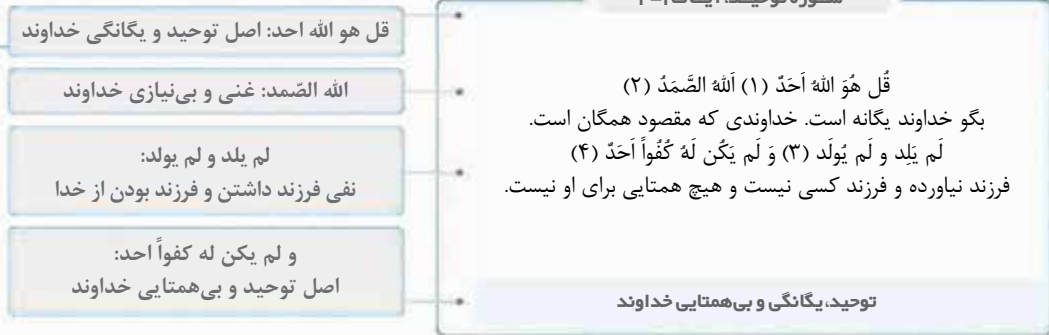 قُل هُوَ اللهُ اَحَدٌ (۱) اَللهُ الصَّمَدُ (۲)
بگو خداوند یگانه است. خداوندی که مقصود همگان است.
لَم یَلِد و لَم یُولَد (۳) وَ لَم یَکُن لَهُ کُفُواً اَحَدٌ (۴)
فرزند نیاورده و فرزند کسی نیست و هیچ همتایی برای او نیست.
توحید، یگانگی و بی‌همتایی خداوند
قل هو الله احد: اصل توحید و یگانگی خداوند
الله الصّمد: غنی و بی‌نیازی خداوند
لم یلد و لم یولد:
نفی فرزند داشتن و فرزند بودن از خدا
و لم یکن له کفواً احد:
اصل توحید و بی‌همتایی خداوند